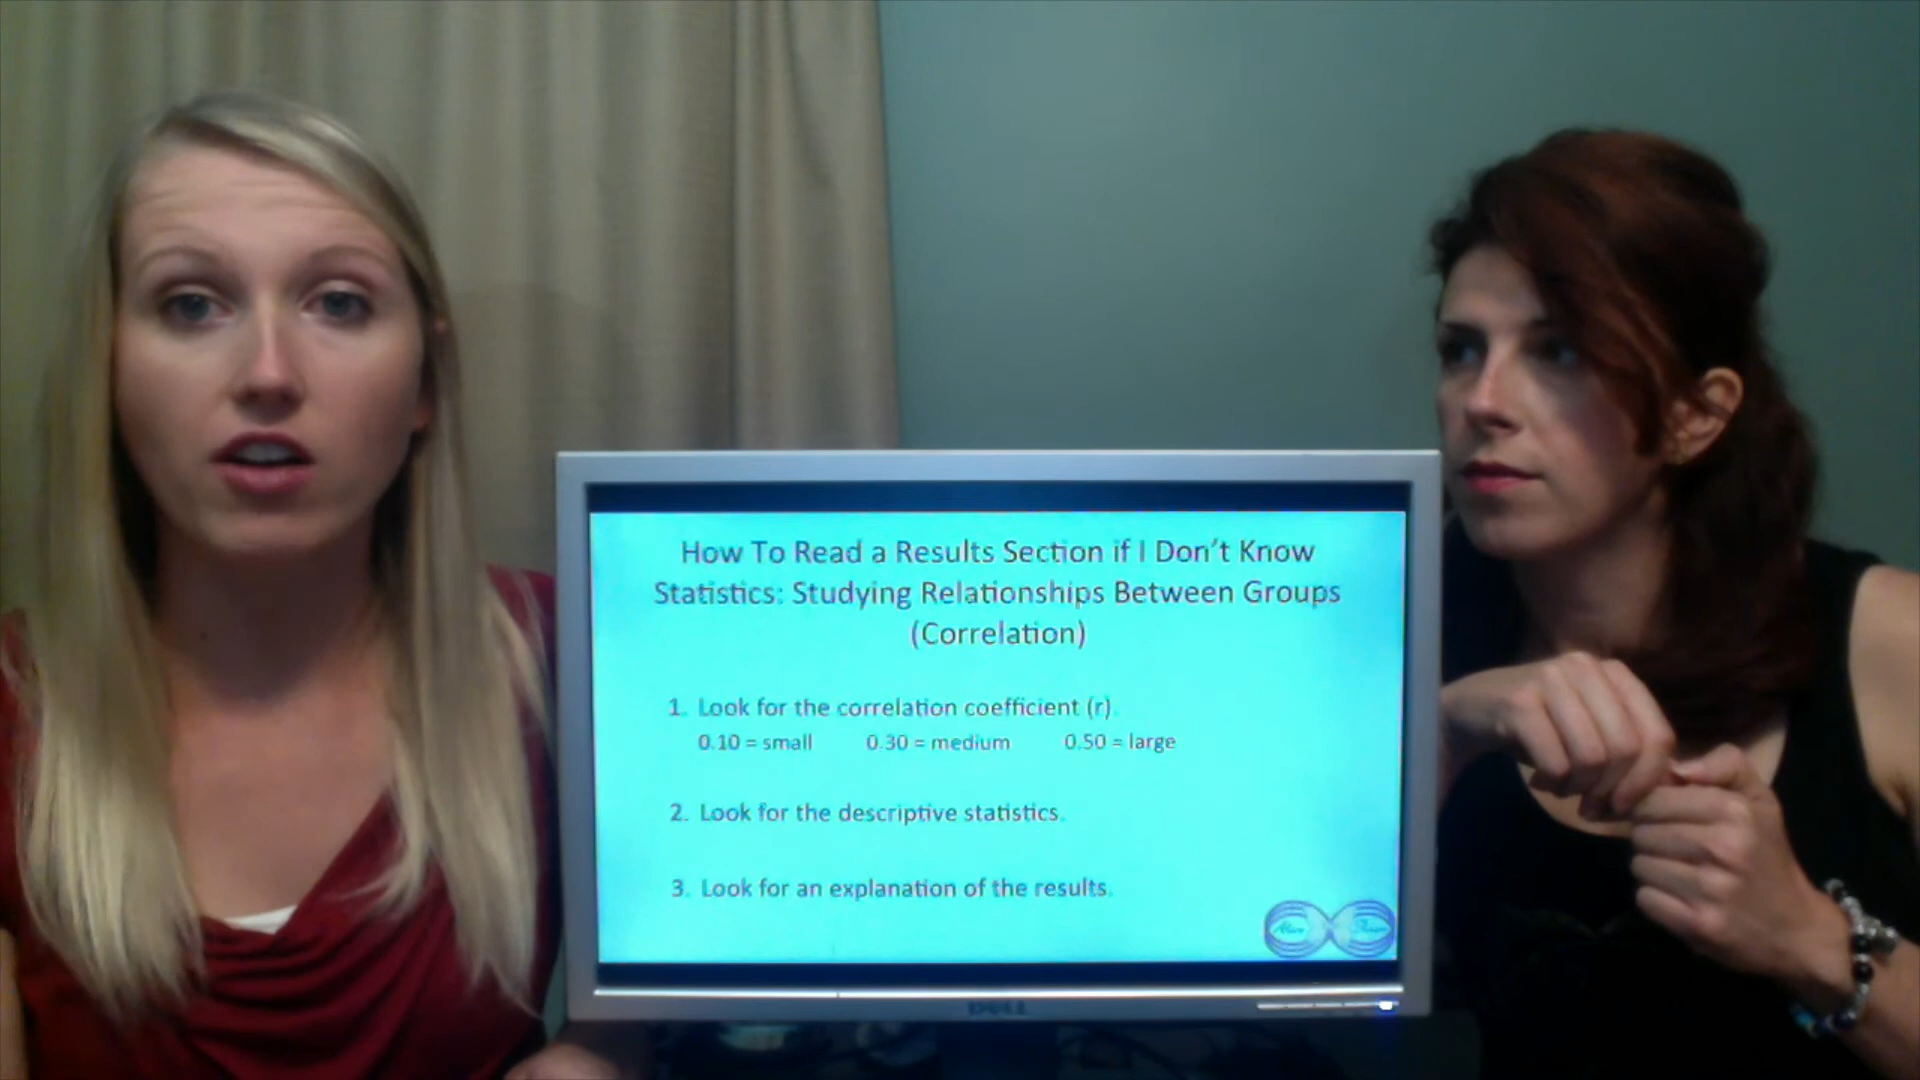 How To Read a Results Section if I Don't Know
Statistics: Studying Relationships Between Groups
(Correlation)
1. Look for the correlation coefficient (r).
0.10 = small 0.30 = medium 0.50 = large
2. Look for the descriptive statistics.
3. Look for an explanation of the results.
DELL